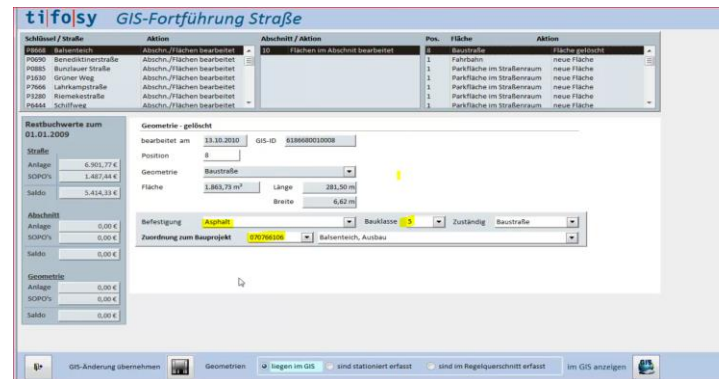 tifosy GIS-Fortführung Straße
Schlüssel / Straße Aktion Abschnitt / Aktion Pos. Fläche Aktion
P8668 Balsenteich Abschn./Flächen bearbeitet 10 Flächen im Abschnitt bearbeitet 8 Baustraße Fläche gelöscht
P0690 Benediktinerstraße Abschn./Flächen bearbeitet 1 Fahrbahn neue Fläche
P0885 Bunzlauer Straße Abschn./Flächen bearbeitet 1 Parkfläche im Straßenraum neue Fläche
P1630 Grüner Weg Abschn./Flächen bearbeitet 1 Parkfläche im Straßenraum neue Fläche
P7666 Lahrkampstraße Abschn./Flächen bearbeitet 1 Parkfläche im Straßenraum neue Fläche
P3280 Riemekestraße Abschn./Flächen bearbeitet 1 Parkfläche im Straßenraum neue Fläche
P6444 Schilfweg Abschn./Flächen bearbeitet 1 Parkfläche im Straßenraum neue Fläche
Restbuchwerte zum
01.01.2009
Straße
Anlage 6.901,77 €
SOPO's 1.487,44 €
Saldo 5.414,33 €
Abschnitt
Anlage 0,00 €
SOPO's 0,00 €
Saldo 0,00 €
Geometrie
Anlage 0,00 €
SOPO's 0,00 €
Saldo 0,00 €
Geometrie - gelöscht
bearbeitet am 13.10.2010 GIS-ID 6186680010008
Position 8
Geometrie Baustraße
Fläche 1.863,73 m² Länge 281,50 m
Breite 6,62 m
Befestigung Asphalt Bauklasse 5 Zuständig Baustraße
Zuordnung zum Bauprojekt 070766106 Balsenteich, Ausbau
GIS-Änderung übernehmen Geometrien liegen im GIS sind stationiert erfasst sind im Regelquerschnitt erfasst im GIS anzeigen GIS